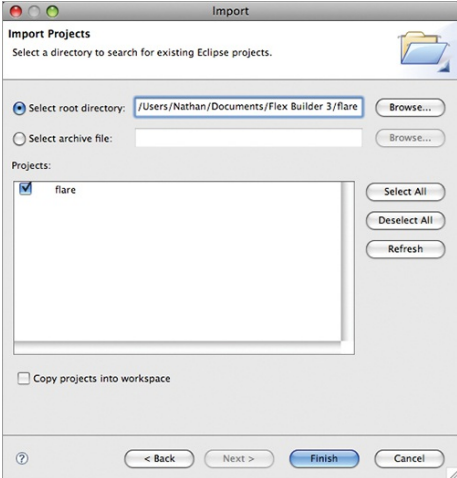 Import
Import Projects
Select a directory to search for existing Eclipse projects.
Select root directory: /Users/Nathan/Documents/Flex Builder 3/flare Browse...
Select archive file: Browse...
Projects:
flare
Select All
Deselect All
Refresh
Copy projects into workspace
? < Back Next > Finish Cancel